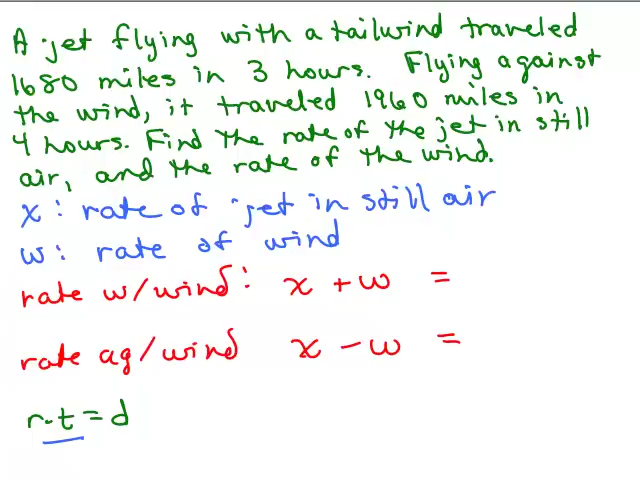 A jet flying with a tailwind traveled
1680 miles in 3 hours. Flying against
the wind, it traveled 1960 miles in
4 hours. Find the rate of the jet in still
air, and the rate of the wind.
x: rate of jet in still air
w: rate of wind
rate w/wind: x + w =
rate ag/wind x - w =
r·t = d